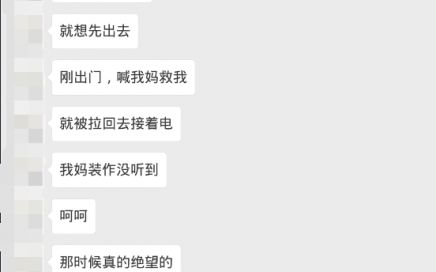 就想先出去
刚出门，喊我妈救我
就被拉回去接着电
我妈装作没听到
呵呵
那时候真的绝望的